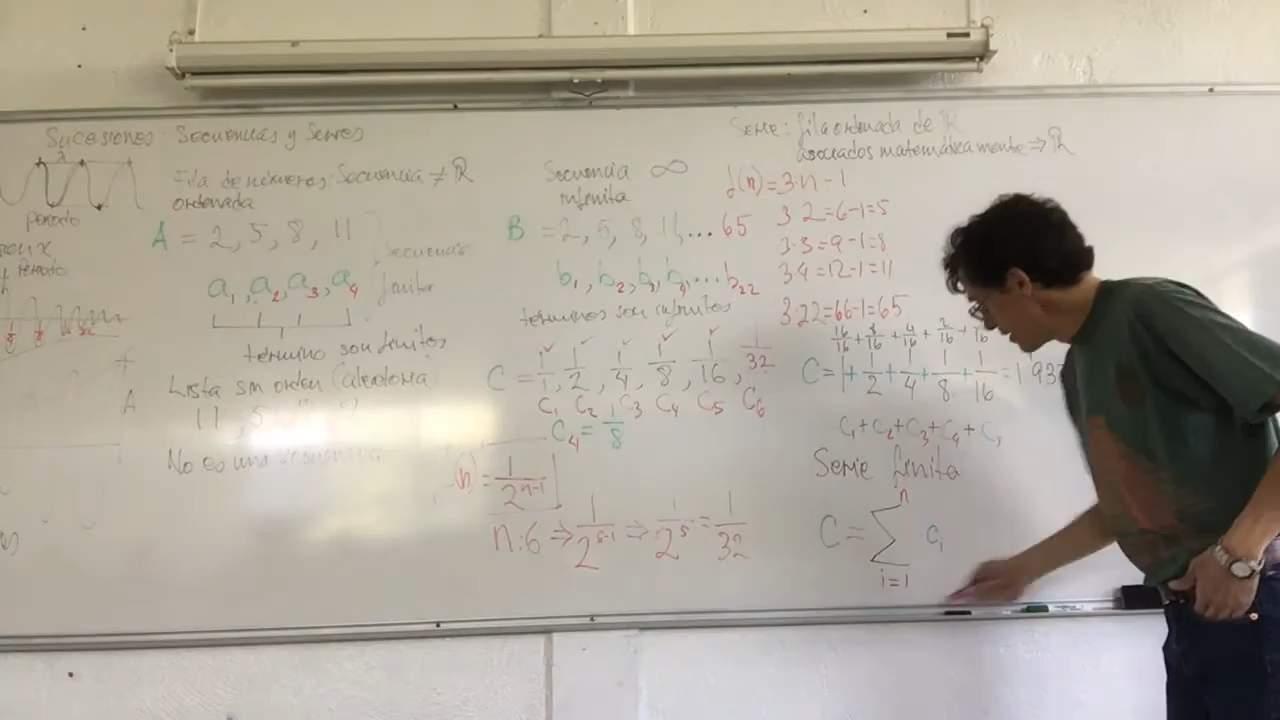 Sucesiones: Secuencias y Series
λ
periodo
periodo
Fila de números: Secuencia ≠ ℝ
ordenada
A = 2, 5, 8, 11
Secuencia
finita
a1, a2, a3, a4
término son finitos
Lista sin orden (aleatoria
11, 5
No es una secuencia
A
Secuencia ∞
infinita
B = 2, 5, 8, 11, ... 65
b1, b2, b3, b4, ... b22
términos son infinitos
C = 1/1, 1/2, 1/4, 1/8, 1/16, 1/32
C1 C2 C3 C4 C5 C6
C4 = 1/8
(n) = 1/2^(n-1)
n:6 ⇒ 1/2^(6-1) ⇒ 1/2^5 = 1/32
Serie: fila ordenada de ℝ
asociados matemáticamente ⇒ ℝ
f(n) = 3·n - 1
3·2 = 6-1 = 5
3·3 = 9-1 = 8
3·4 = 12-1 = 11
3·22 = 66-1 = 65
16/16 + 8/16 + 4/16 + 2/16 +
C = 1 + 1/2 + 1/4 + 1/8 + 1/16 = 1 937
C1 + C2 + C3 + C4 + C5
Serie finita
n
C = ∑ ci
i=1